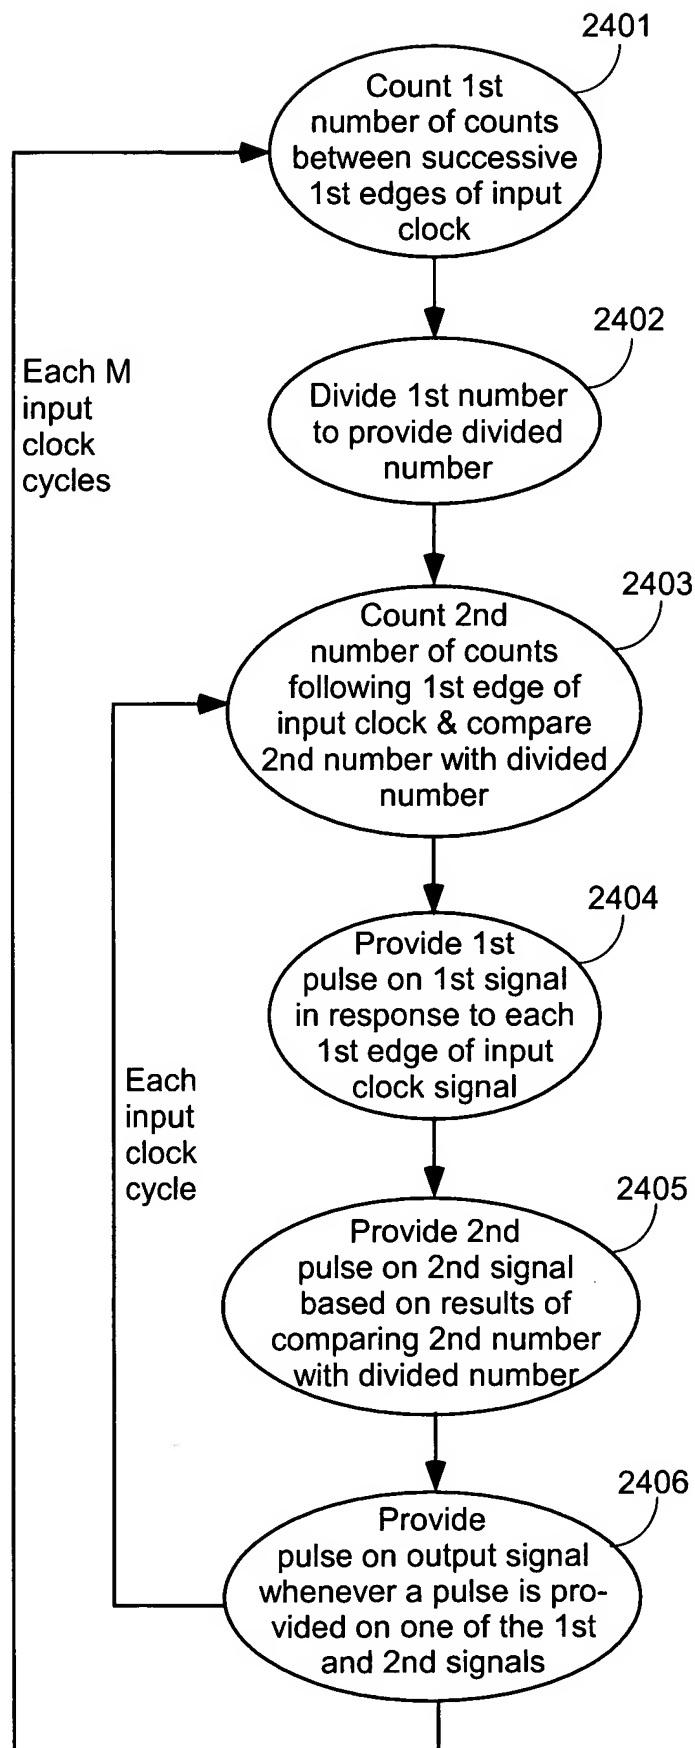 2401
Count 1st
number of counts
between successive
1st edges of input
clock
2402
Each M
input
clock
cycles
Divide 1st number
to provide divided
number
2403
Count 2nd
number of counts
following 1st edge of
input clock & compare
2nd number with divided
number
2404
Provide 1st
pulse on 1st signal
in response to each
1st edge of input
clock signal
Each
input
clock
cycle
2405
Provide 2nd
pulse on 2nd signal
based on results of
comparing 2nd number
with divided number
2406
Provide
pulse on output signal
whenever a pulse is pro-
vided on one of the 1st
and 2nd signals